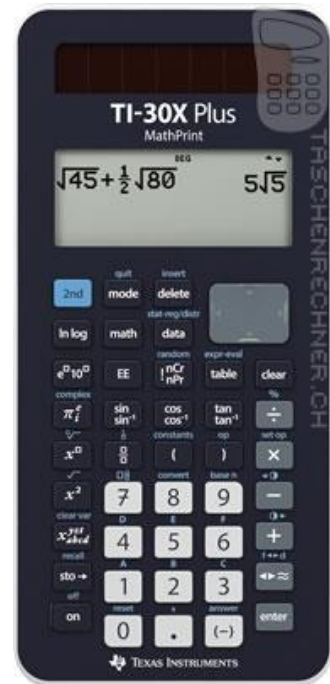 TI-30X Plus
MathPrint
DEG
√45+½√80 5√5
quit insert
2nd mode delete
stat-reg/distr
ln log math data
random expr-eval
e□10□ EE ! nCr nPr table clear
complex %
π e i sin sin⁻¹ cos cos⁻¹ tan tan⁻¹ ÷
constants op set op
x□ ( ) ×
convert base n
x² 7 8 9 −
clear var D E F
x yzt abcd 4 5 6 +
recall A B C f◂▸d
sto→ 1 2 3 ◂▸≈
off reset answer
on 0 . (−) enter
TEXAS INSTRUMENTS
TASCHENRECHNER.CH